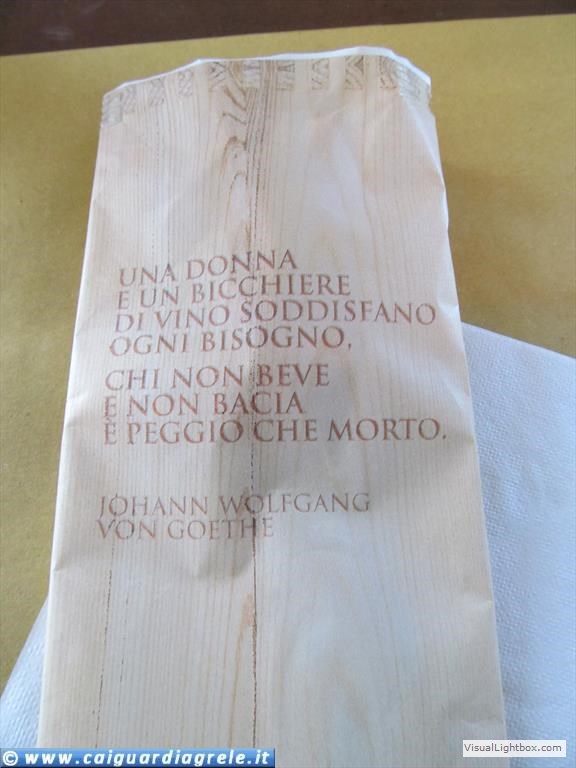 UNA DONNA
E UN BICCHIERE
DI VINO SODDISFANO
OGNI BISOGNO,
CHI NON BEVE
E NON BACIA
E PEGGIO CHE MORTO.
JOHANN WOLFGANG
VON GOETHE
© www.caiguardiagrele.it
VisualLightbox.com